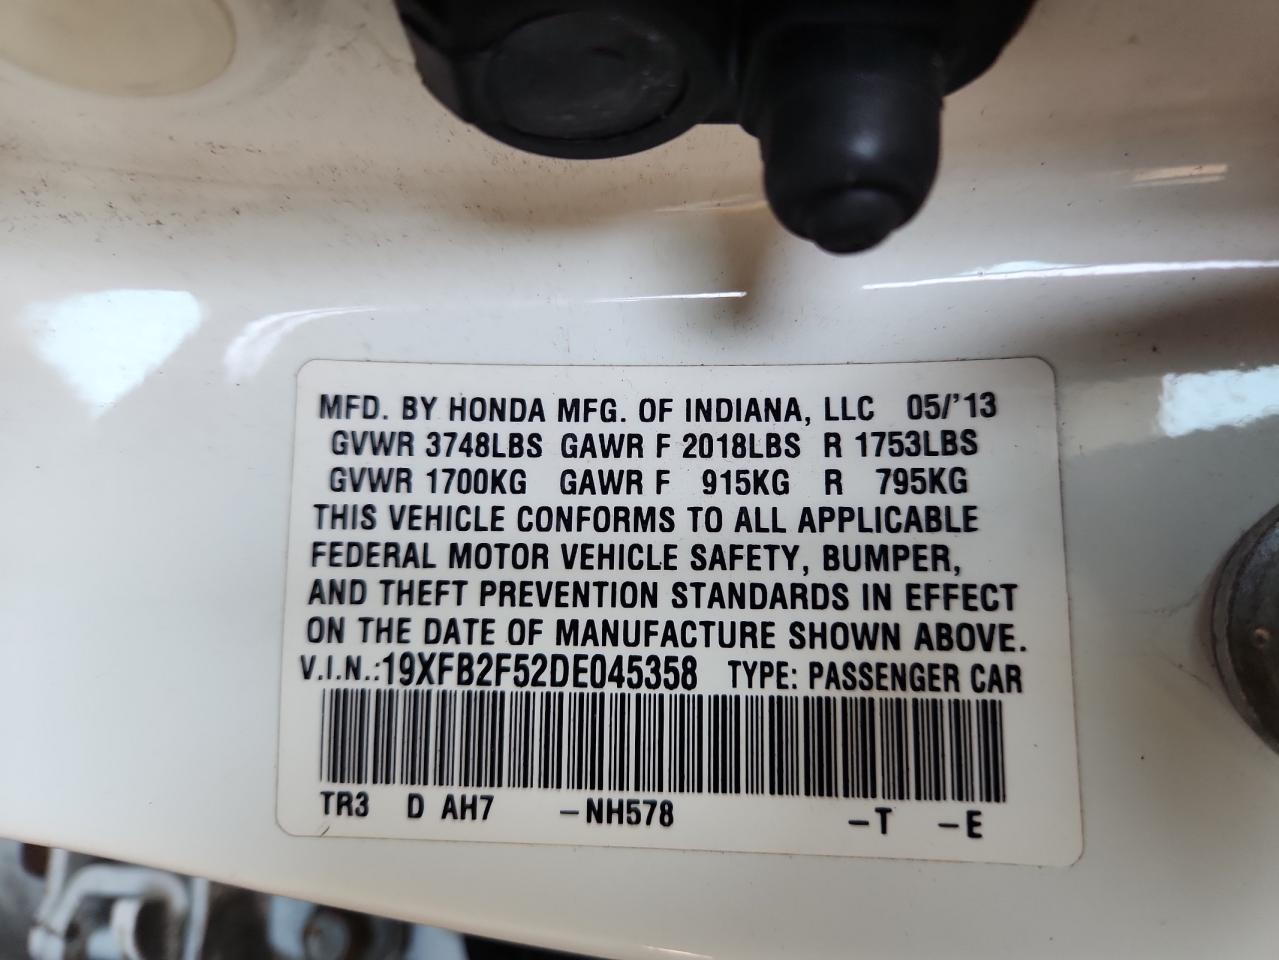 MFD. BY HONDA MFG. OF INDIANA, LLC 05/'13
GVWR 3748LBS GAWR F 2018LBS R 1753LBS
GVWR 1700KG GAWR F 915KG R 795KG
THIS VEHICLE CONFORMS TO ALL APPLICABLE
FEDERAL MOTOR VEHICLE SAFETY, BUMPER,
AND THEFT PREVENTION STANDARDS IN EFFECT
ON THE DATE OF MANUFACTURE SHOWN ABOVE.
V.I.N.:19XFB2F52DE045358 TYPE: PASSENGER CAR
TR3 D AH7 –NH578 –T –E